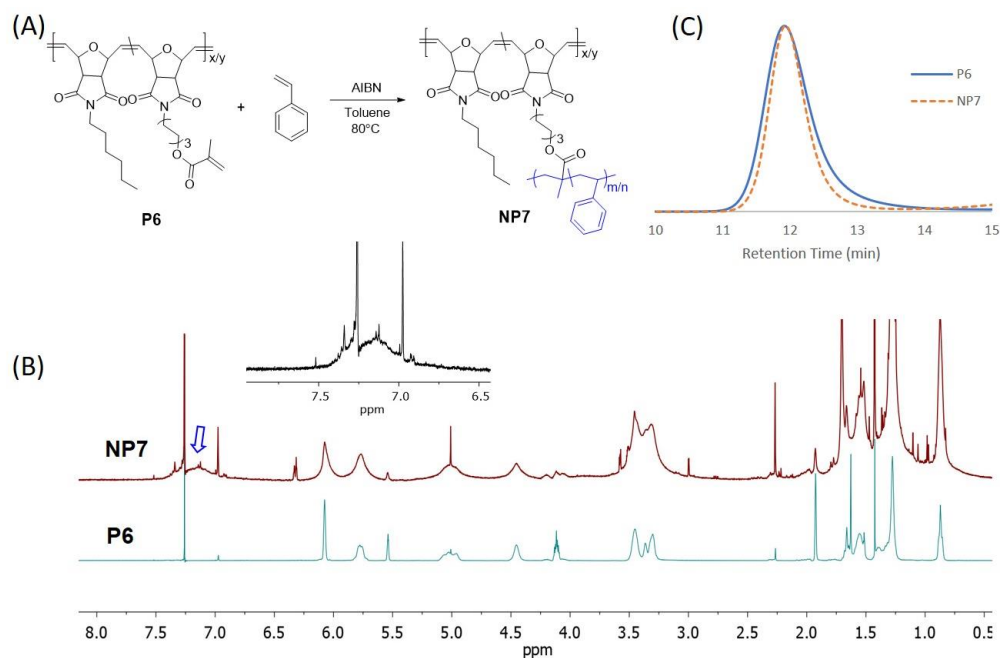 (A)
O
O
x/y
O
N
O
O
N
O
3
O
O
P6
+
AIBN
Toluene
80°C
O
O
x/y
O
N
O
O
N
O
3
O
O
m/n
NP7
(C)
P6
NP7
10 11 12 13 14 15
Retention Time (min)
(B)
7.5 7.0 6.5
ppm
NP7
P6
8.0 7.5 7.0 6.5 6.0 5.5 5.0 4.5 4.0 3.5 3.0 2.5 2.0 1.5 1.0 0.5
ppm